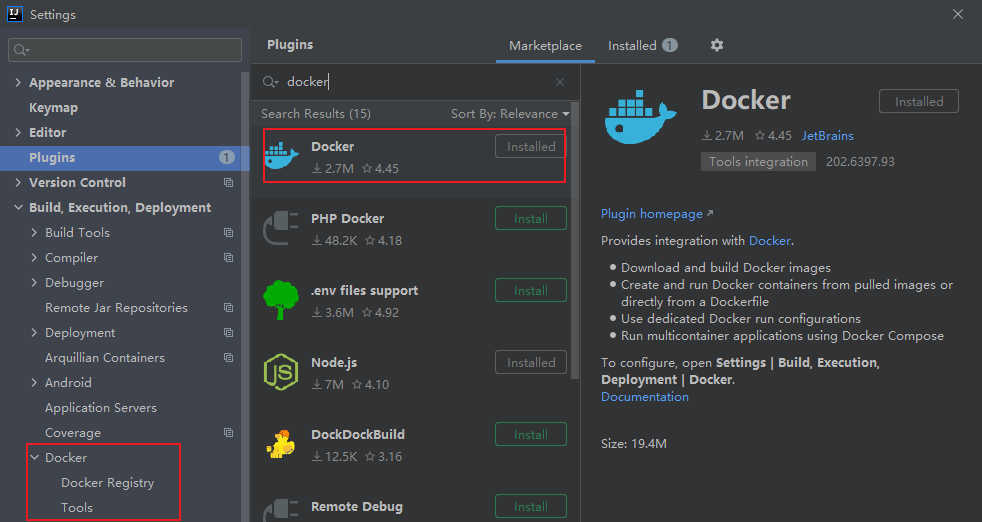 IJ
Settings
Appearance & Behavior
Keymap
Editor
Plugins
1
Version Control
Build, Execution, Deployment
Build Tools
Compiler
Debugger
Remote Jar Repositories
Deployment
Arquillian Containers
Android
Application Servers
Coverage
Docker
Docker Registry
Tools
Plugins
Marketplace
Installed 1
docker
Search Results (15)
Sort By: Relevance
Docker
Installed
2.7M 4.45
PHP Docker
Install
48.2K 4.18
.env files support
Install
3.6M 4.92
JS
Node.js
Installed
7M 4.10
DockDockBuild
Install
12.5K 3.16
Remote Debug
Install
Docker
Installed
2.7M 4.45 JetBrains
Tools integration 202.6397.93
Plugin homepage
Provides integration with Docker.
Download and build Docker images
Create and run Docker containers from pulled images or
directly from a Dockerfile
Use dedicated Docker run configurations
Run multicontainer applications using Docker Compose
To configure, open Settings | Build, Execution,
Deployment | Docker.
Documentation
Size: 19.4M